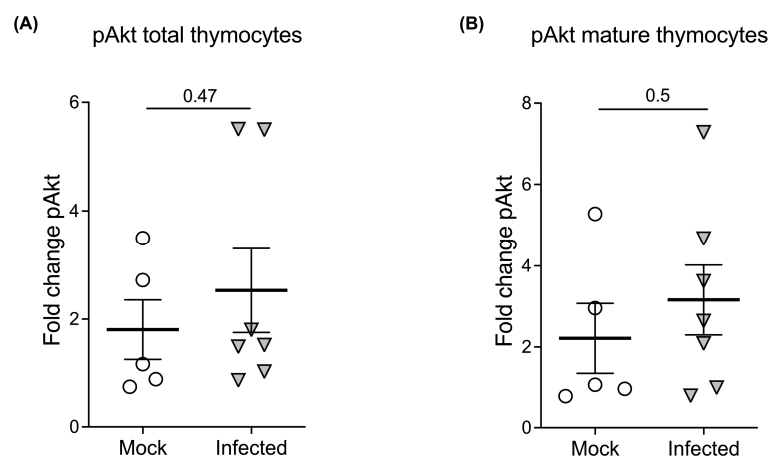 (A)
pAkt total thymocytes
0.47
Fold change pAkt
6
4
2
0
Mock Infected
(B)
pAkt mature thymocytes
0.5
Fold change pAkt
8
6
4
2
0
Mock Infected